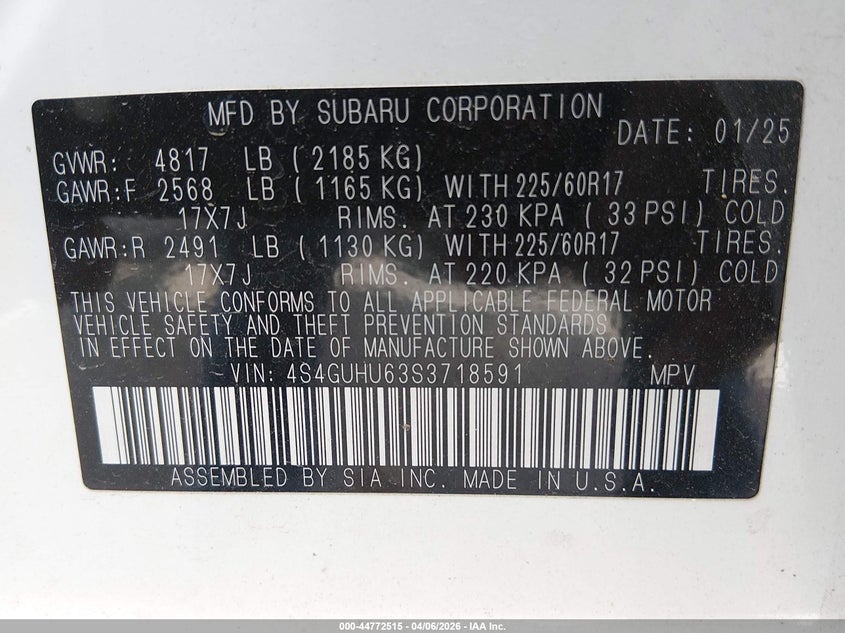 MFD BY SUBARU CORPORATION
DATE: 01/25
GVWR: 4817 LB ( 2185 KG)
GAWR:F 2568 LB ( 1165 KG) WITH 225/60R17 TIRES.
17X7J RIMS. AT 230 KPA ( 33 PSI) COLD
GAWR:R 2491 LB ( 1130 KG) WITH 225/60R17 TIRES.
17X7J RIMS. AT 220 KPA ( 32 PSI) COLD
THIS VEHICLE CONFORMS TO ALL APPLICABLE FEDERAL MOTOR
VEHICLE SAFETY AND THEFT PREVENTION STANDARDS
IN EFFECT ON THE DATE OF MANUFACTURE SHOWN ABOVE.
VIN: 4S4GUHU63S3718591 MPV
ASSEMBLED BY SIA INC. MADE IN U.S.A.
000-44772515 - 04/06/2026 - IAA Inc.